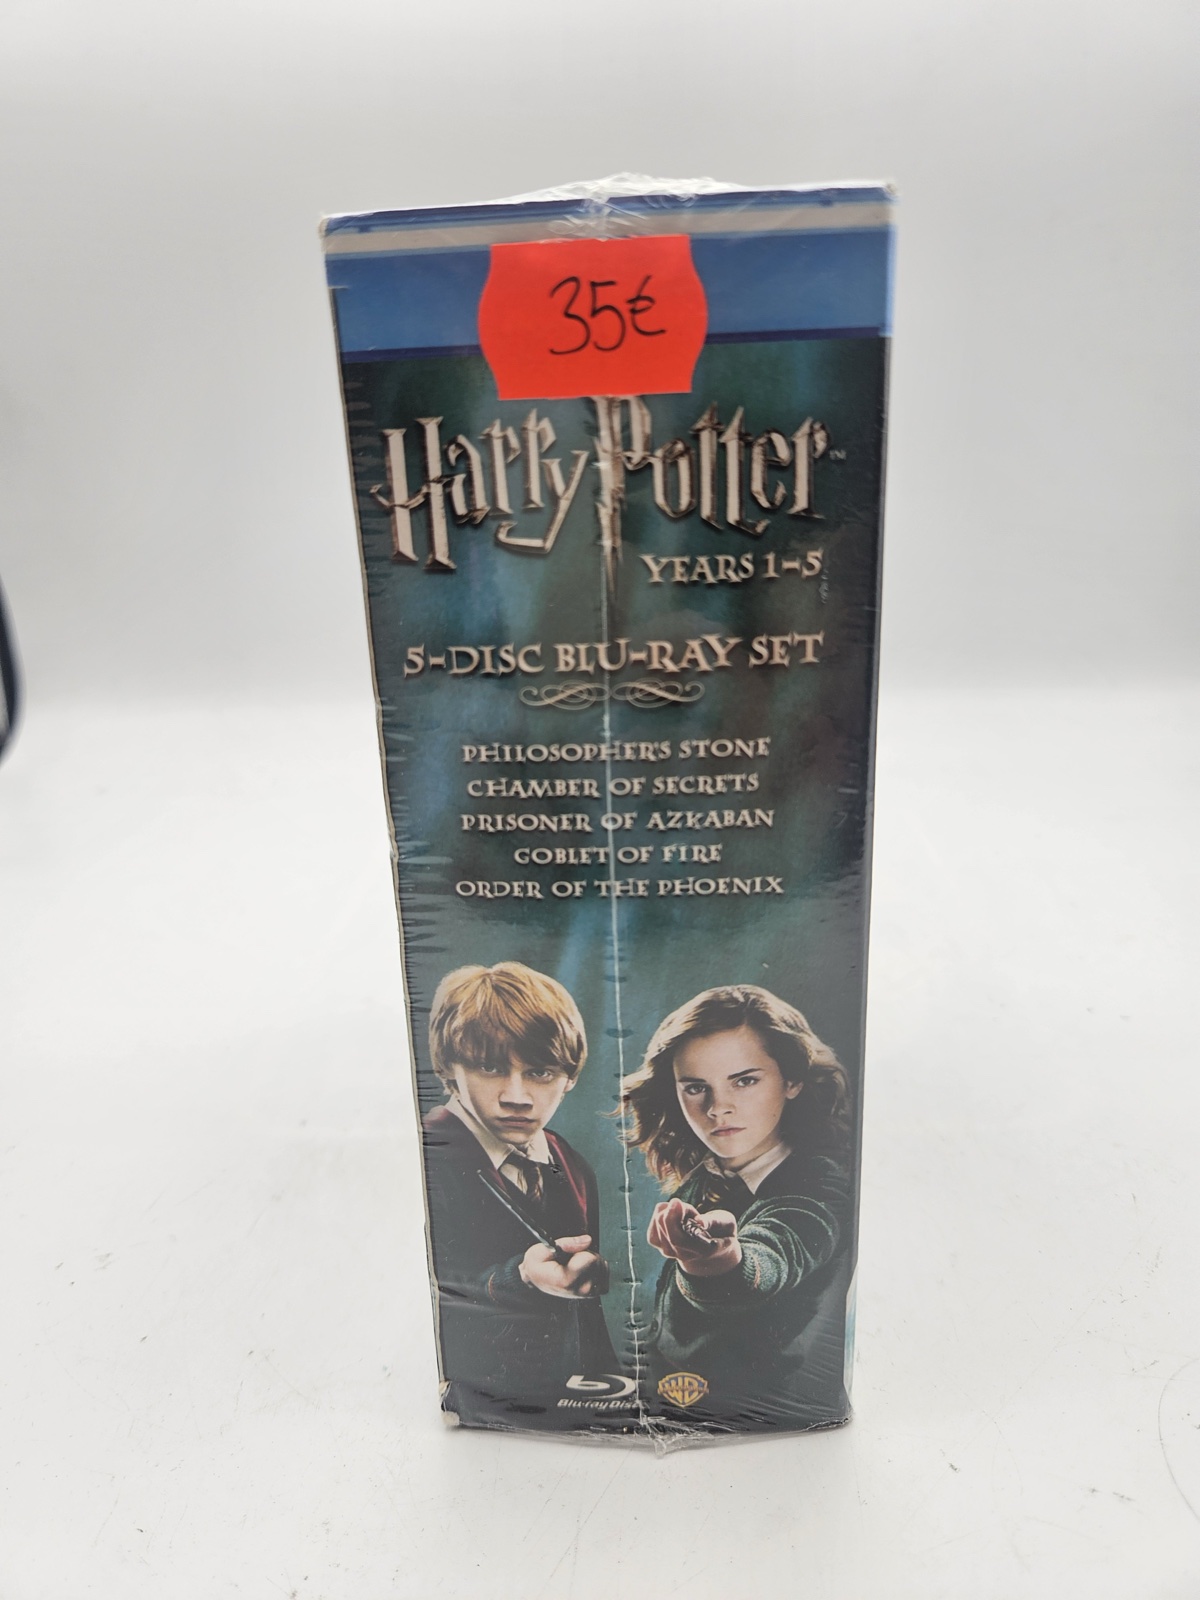 35€
Harry Potter™
YEARS 1-5
5-DISC BLU-RAY SET
PHILOSOPHER'S STONE
CHAMBER OF SECRETS
PRISONER OF AZKABAN
GOBLET OF FIRE
ORDER OF THE PHOENIX
Blu-ray Disc
WB